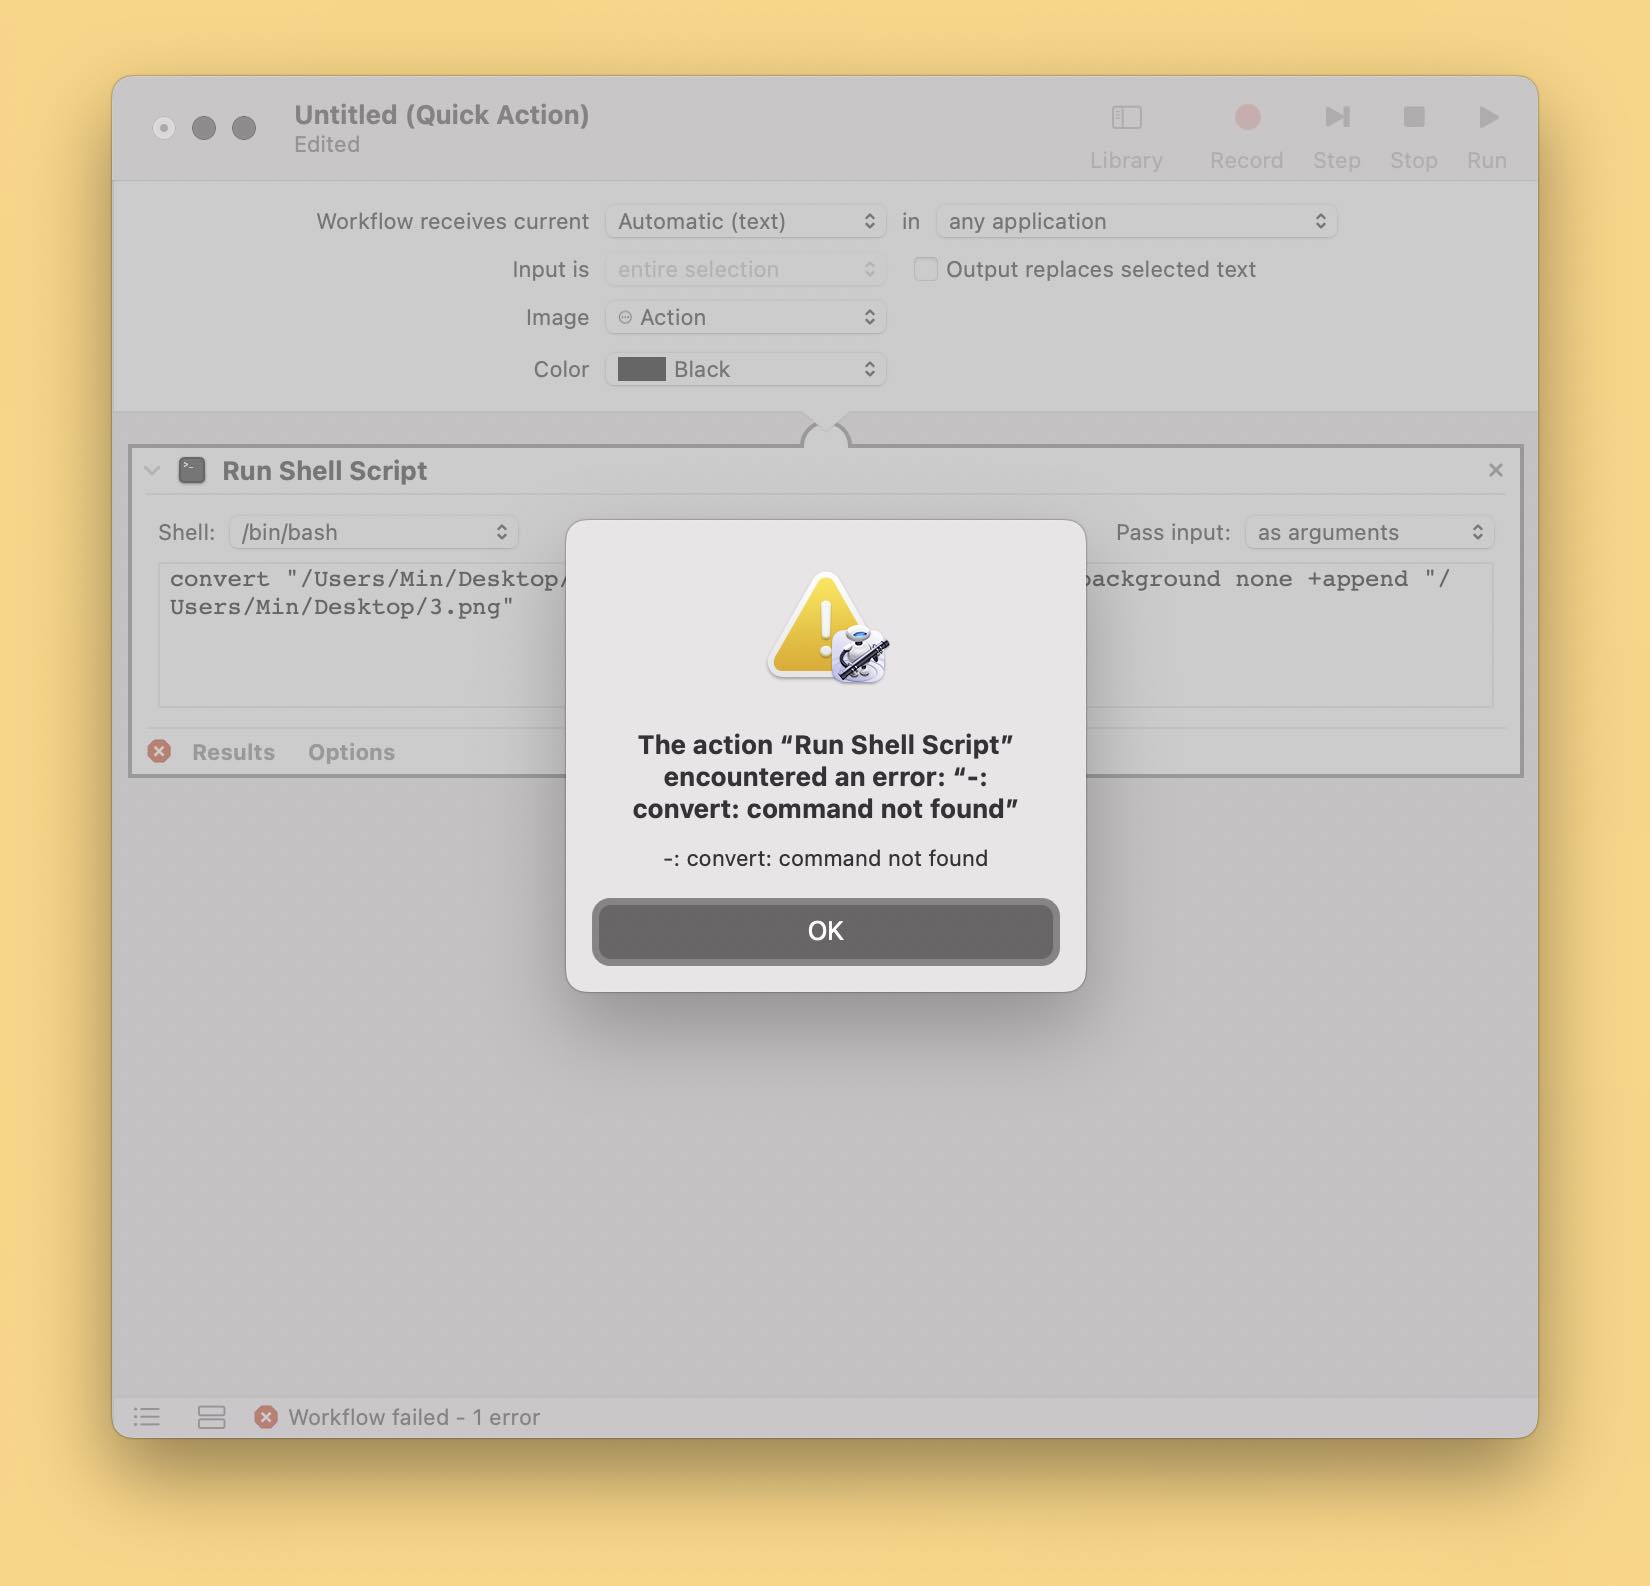 Untitled (Quick Action)
Edited
Library
Record
Step
Stop
Run
Workflow receives current Automatic (text) in any application
Input is entire selection Output replaces selected text
Image Action
Color Black
Run Shell Script
Shell: /bin/bash
Pass input: as arguments
convert "/Users/Min/Desktop/ background none +append "/
Users/Min/Desktop/3.png"
Results Options
The action “Run Shell Script”
encountered an error: “-:
convert: command not found”
-: convert: command not found
OK
Workflow failed - 1 error